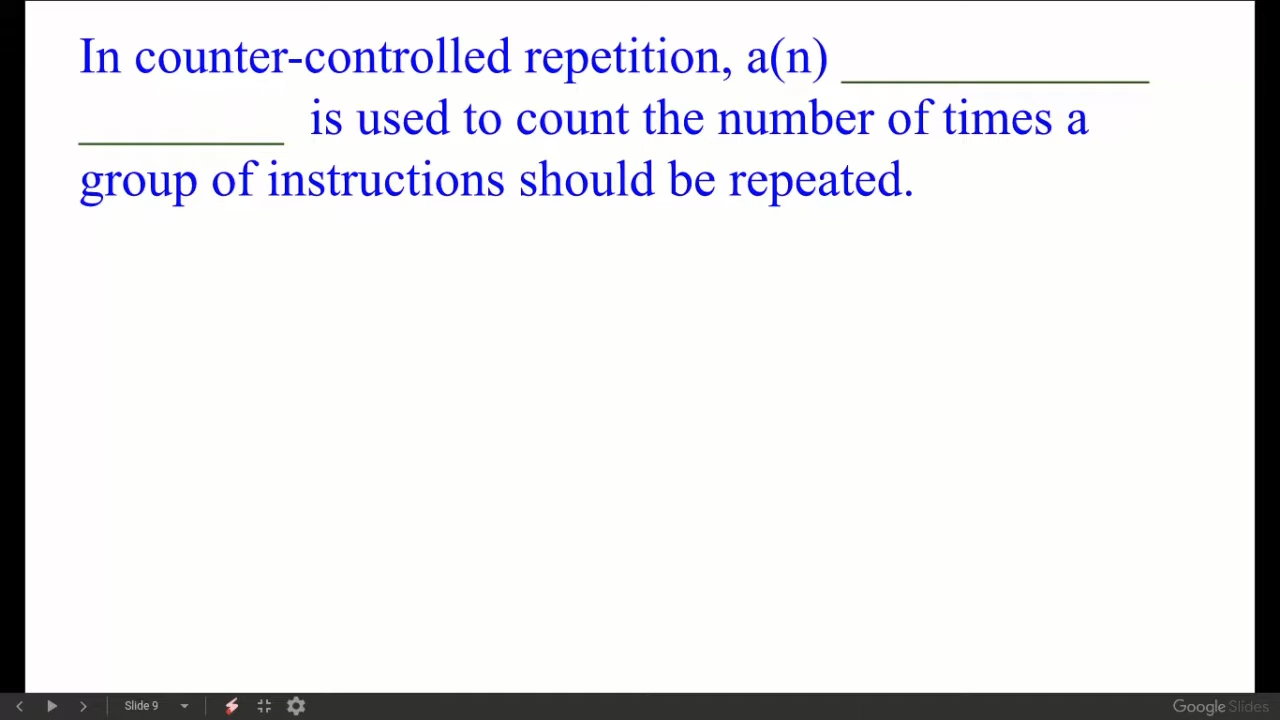 In counter-controlled repetition, a(n) _______________
__________ is used to count the number of times a
group of instructions should be repeated.
Slide 9
Google Slides